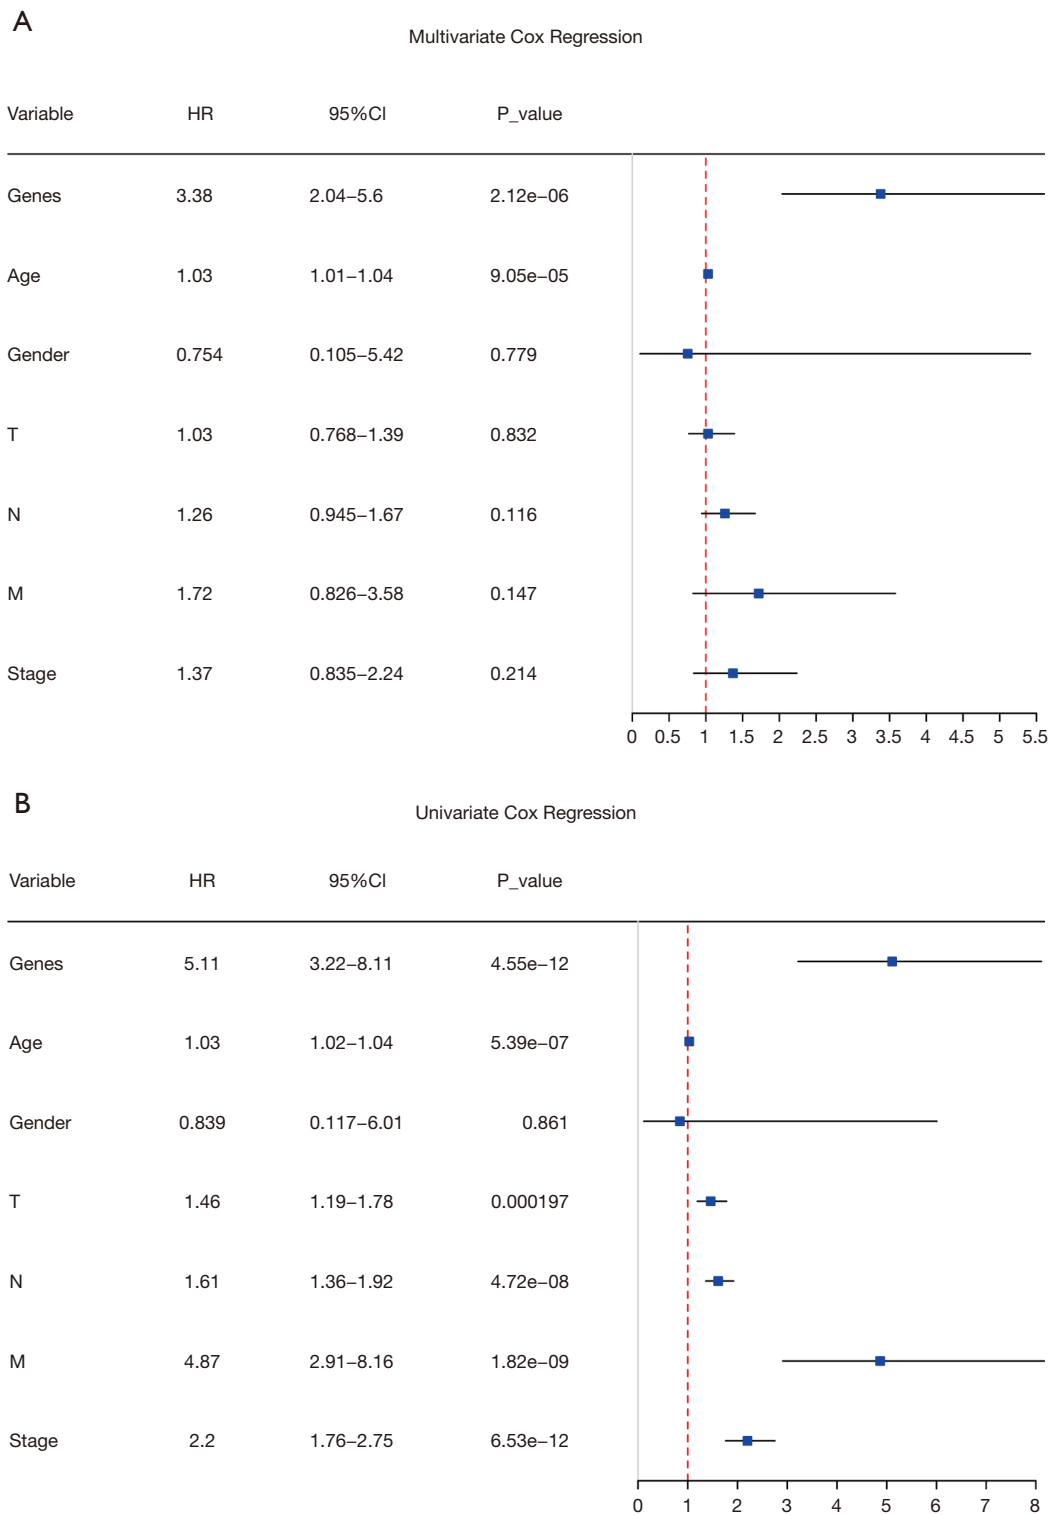 A
Multivariate Cox Regression
Variable HR 95%CI P_value
Genes 3.38 2.04–5.6 2.12e–06
Age 1.03 1.01–1.04 9.05e–05
Gender 0.754 0.105–5.42 0.779
T 1.03 0.768–1.39 0.832
N 1.26 0.945–1.67 0.116
M 1.72 0.826–3.58 0.147
Stage 1.37 0.835–2.24 0.214
0 0.5 1 1.5 2 2.5 3 3.5 4 4.5 5 5.5
B
Univariate Cox Regression
Variable HR 95%CI P_value
Genes 5.11 3.22–8.11 4.55e–12
Age 1.03 1.02–1.04 5.39e–07
Gender 0.839 0.117–6.01 0.861
T 1.46 1.19–1.78 0.000197
N 1.61 1.36–1.92 4.72e–08
M 4.87 2.91–8.16 1.82e–09
Stage 2.2 1.76–2.75 6.53e–12
0 1 2 3 4 5 6 7 8